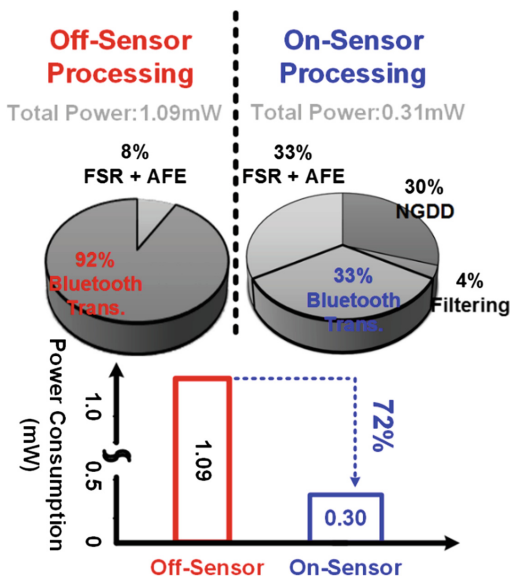 Off-Sensor
Processing
Total Power:1.09mW
8%
FSR + AFE
92%
Bluetooth
Trans.
On-Sensor
Processing
Total Power:0.31mW
33%
FSR + AFE
30%
NGDD
33%
Bluetooth
Trans.
4%
Filtering
Power Consumption
(mW)
1.0
0.5
0
1.09
72%
0.30
Off-Sensor
On-Sensor